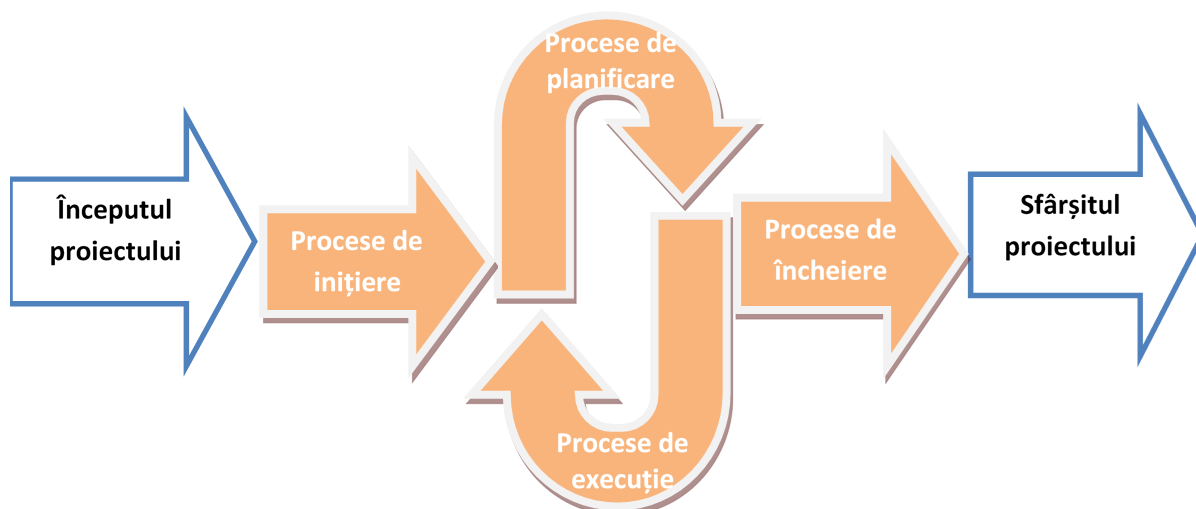 Începutul
proiectului
Procese de
inițiere
Procese de
planificare
Procese de
execuție
Procese de
încheiere
Sfârșitul
proiectului